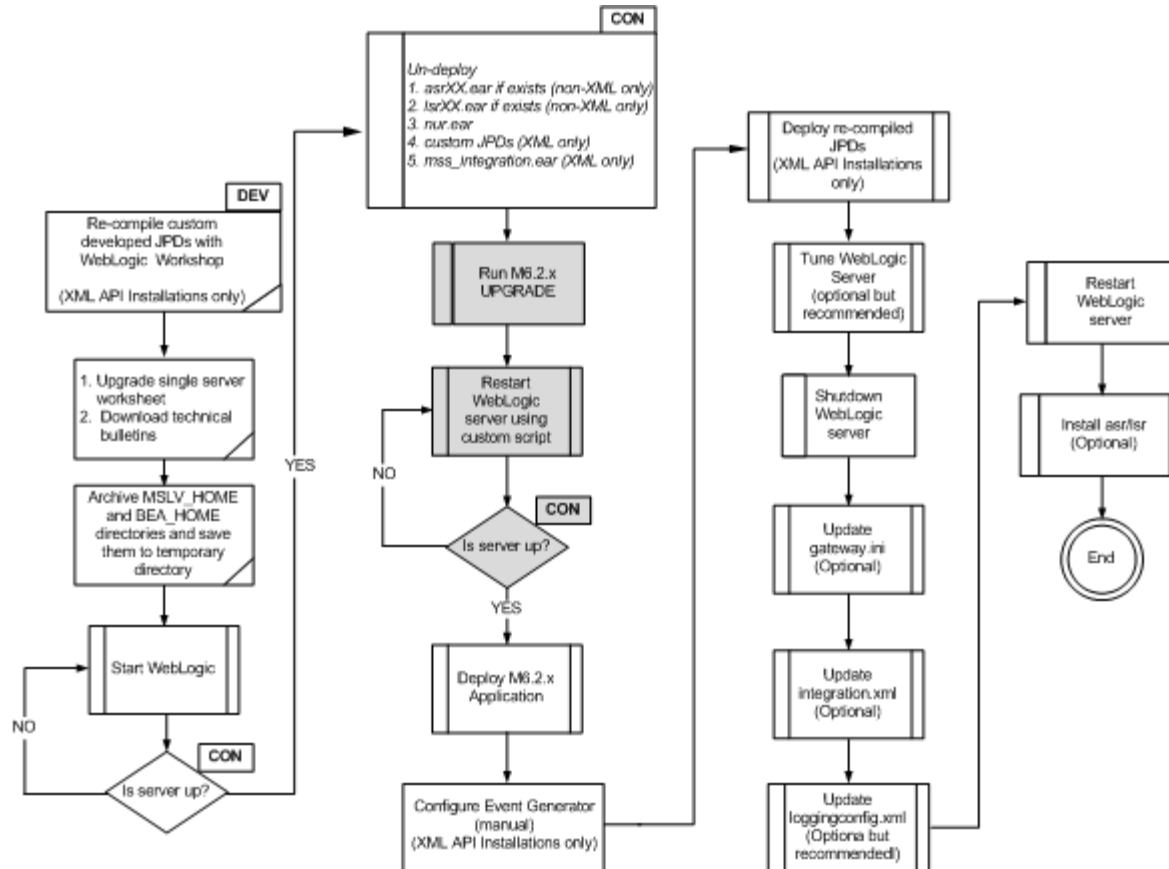 DEV
Re-compile custom
developed JPDs with
WebLogic Workshop
(XML API Installations only)
1. Upgrade single server
worksheet
2. Download technical
bulletins
Archive MSLV_HOME
and BEA_HOME
directories and save
them to temporary
directory
Start WebLogic
NO
CON
Is server up?
YES
CON
Un-deploy
1. asrXX.ear if exists (non-XML only)
2. lsrXX.ear if exists (non-XML only)
3. nur.ear
4. custom JPDs (XML only)
5. mss_integration.ear (XML only)
Run M6.2.x
UPGRADE
Restart
WebLogic
server using
custom script
NO
CON
Is server up?
YES
Deploy M6.2.x
Application
Configure Event Generator
(manual)
(XML API Installations only)
Deploy re-compiled
JPDs
(XML API Installations
only)
Tune WebLogic
Server
(optional but
recommended)
Shutdown
WebLogic
server
Update
gateway.ini
(Optional)
Update
integration.xml
(Optional)
Update
loggingconfig.xml
(Optiona but
recommendedl)
Restart
WebLogic
server
Install asr/lsr
(Optional)
End